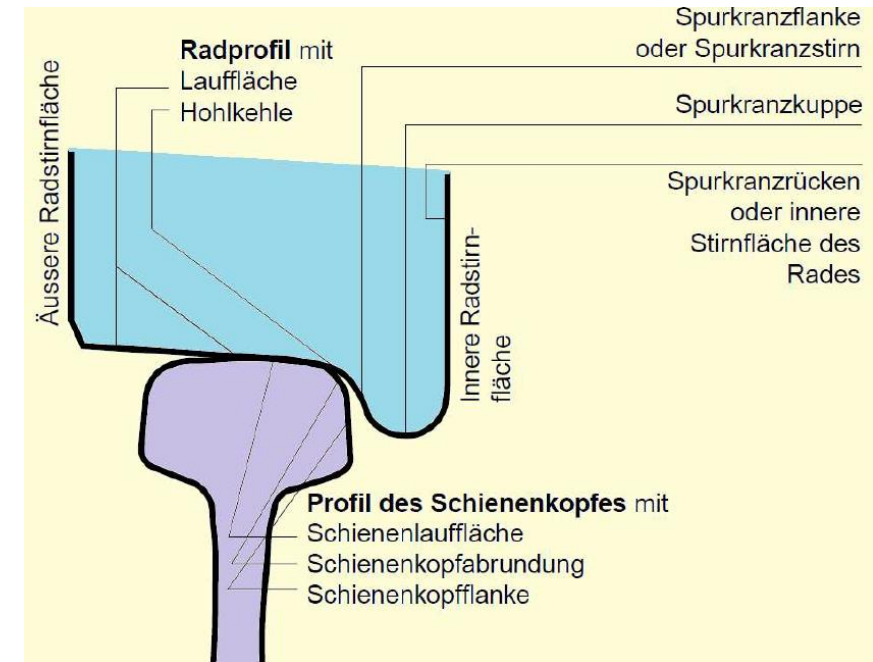 Spurkranzflanke
oder Spurkranzstirn
Radprofil mit
Lauffläche
Hohlkehle
Spurkranzkuppe
Äussere Radstirnfläche
Spurkranzrücken
oder innere
Stirnfläche des
Rades
Innere Radstirn-
fläche
Profil des Schienenkopfes mit
Schienenlauffläche
Schienenkopfabrundung
Schienenkopfflanke